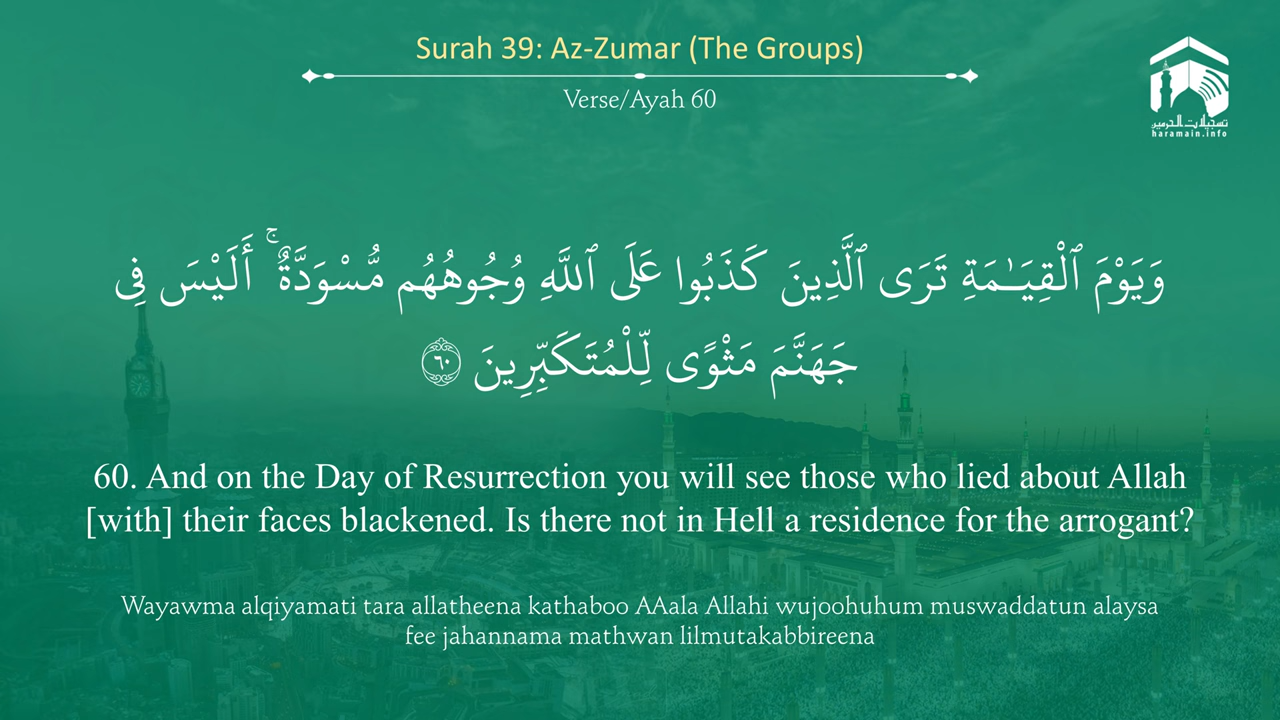 Surah 39: Az-Zumar (The Groups)
Verse/Ayah 60
تسجيلات الحرمين
haramain.info
وَيَوْمَ ٱلْقِيَـٰمَةِ تَرَى ٱلَّذِينَ كَذَبُوا عَلَى ٱللَّهِ وُجُوهُهُم مُّسْوَدَّةٌ ۚ أَلَيْسَ فِى
جَهَنَّمَ مَثْوًى لِّلْمُتَكَبِّرِينَ ٦٠
60. And on the Day of Resurrection you will see those who lied about Allah
[with] their faces blackened. Is there not in Hell a residence for the arrogant?
Wayawma alqiyamati tara allatheena kathaboo AAala Allahi wujoohuhum muswaddatun alaysa
fee jahannama mathwan lilmutakabbireena